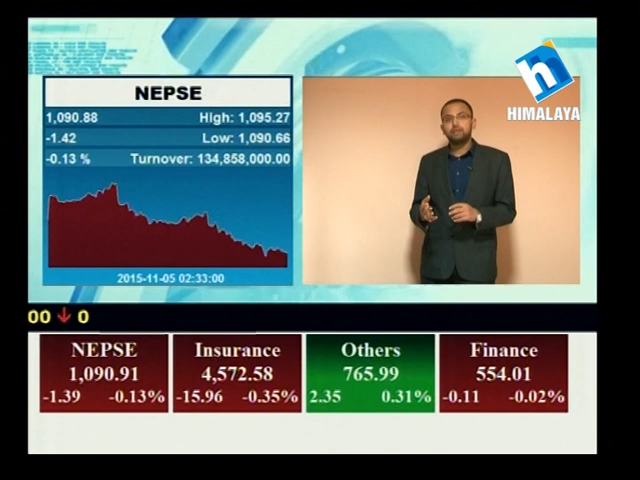 HIMALAYA
NEPSE
1,090.88 High: 1,095.27
-1.42 Low: 1,090.66
-0.13 % Turnover: 134,858,000.00
2015-11-05 02:33:00
00 ↓ 0
NEPSE Insurance Others Finance
1,090.91 4,572.58 765.99 554.01
-1.39 -0.13% -15.96 -0.35% 2.35 0.31% -0.11 -0.02%